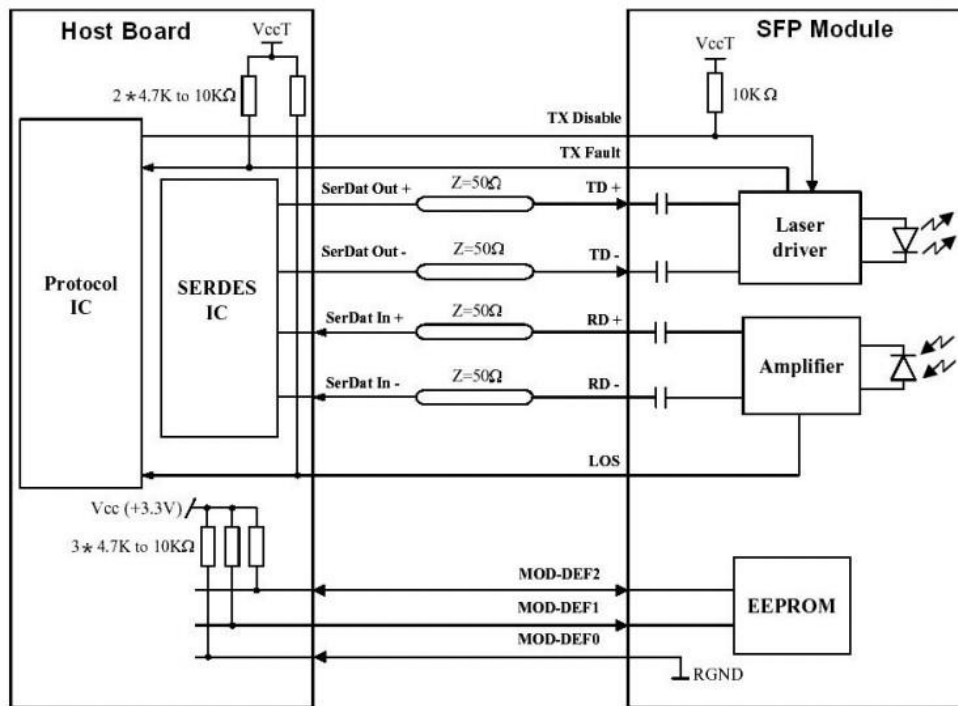 Host Board
SFP Module
VccT
VccT
2*4.7K to 10KΩ
10K Ω
TX Disable
TX Fault
SerDat Out +
Z=50Ω
TD +
Laser
driver
SerDat Out -
Z=50Ω
TD -
Protocol
IC
SERDES
IC
SerDat In +
Z=50Ω
RD +
Amplifier
SerDat In -
Z=50Ω
RD -
LOS
Vcc (+3.3V)
3* 4.7K to 10KΩ
MOD-DEF2
EEPROM
MOD-DEF1
MOD-DEF0
RGND